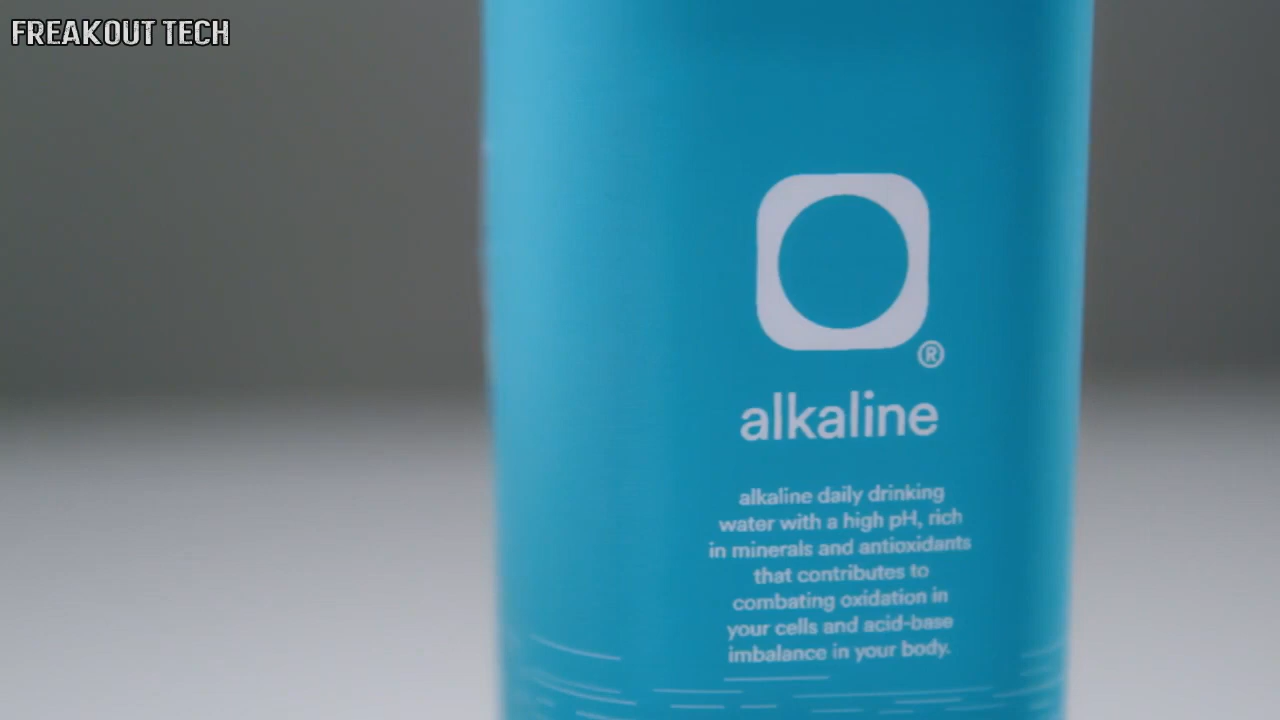 FREAKOUT TECH
®
alkaline
alkaline daily drinking
water with a high pH, rich
in minerals and antioxidants
that contributes to
combating oxidation in
your cells and acid-base
imbalance in your body.